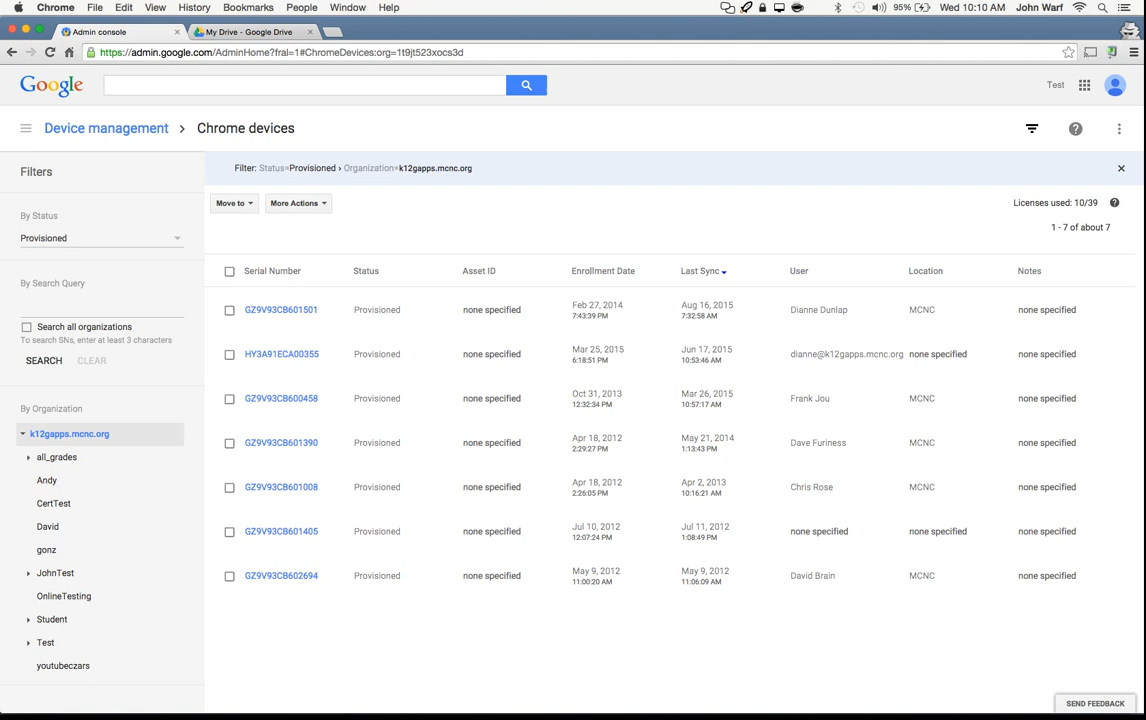 Chrome File Edit View History Bookmarks People Window Help 95% Wed 10:10 AM John Warf
Admin console My Drive - Google Drive
https://admin.google.com/AdminHome?fral=1#ChromeDevices:org=1t9jt523xocs3d
Google Test
Device management Chrome devices
Filters
Filter: Status=Provisioned › Organization=k12gapps.mcnc.org
By Status
Provisioned
By Search Query
Search all organizations
To search SNs, enter at least 3 characters
SEARCH CLEAR
By Organization
k12gapps.mcnc.org
all_grades
Andy
CertTest
David
gonz
JohnTest
OnlineTesting
Student
Test
youtubeczars
Move to More Actions Licenses used: 10/39
1 - 7 of about 7
Serial Number Status Asset ID Enrollment Date Last Sync User Location Notes
GZ9V93CB601501 Provisioned none specified Feb 27, 2014 Aug 16, 2015 Dianne Dunlap MCNC none specified
7:43:39 PM 7:32:58 AM
HY3A91ECA00355 Provisioned none specified Mar 25, 2015 Jun 17, 2015 dianne@k12gapps.mcnc.org none specified none specified
6:18:51 PM 10:53:46 AM
GZ9V93CB600458 Provisioned none specified Oct 31, 2013 Mar 26, 2015 Frank Jou MCNC none specified
12:32:34 PM 10:57:17 AM
GZ9V93CB601390 Provisioned none specified Apr 18, 2012 May 21, 2014 Dave Furiness MCNC none specified
2:29:27 PM 1:13:43 PM
GZ9V93CB601008 Provisioned none specified Apr 18, 2012 Apr 2, 2013 Chris Rose MCNC none specified
2:26:05 PM 10:16:21 AM
GZ9V93CB601405 Provisioned none specified Jul 10, 2012 Jul 11, 2012 none specified none specified none specified
12:07:24 PM 1:08:49 PM
GZ9V93CB602694 Provisioned none specified May 9, 2012 May 9, 2012 David Brain MCNC none specified
11:00:20 AM 11:06:09 AM
SEND FEEDBACK